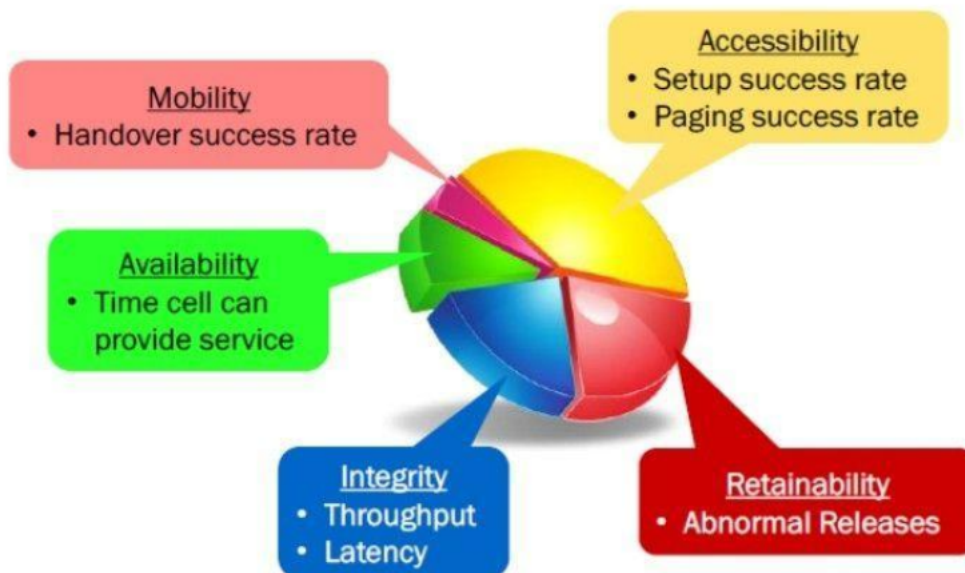 Accessibility
• Setup success rate
• Paging success rate
Mobility
• Handover success rate
Availability
• Time cell can
provide service
Integrity
• Throughput
• Latency
Retainability
• Abnormal Releases